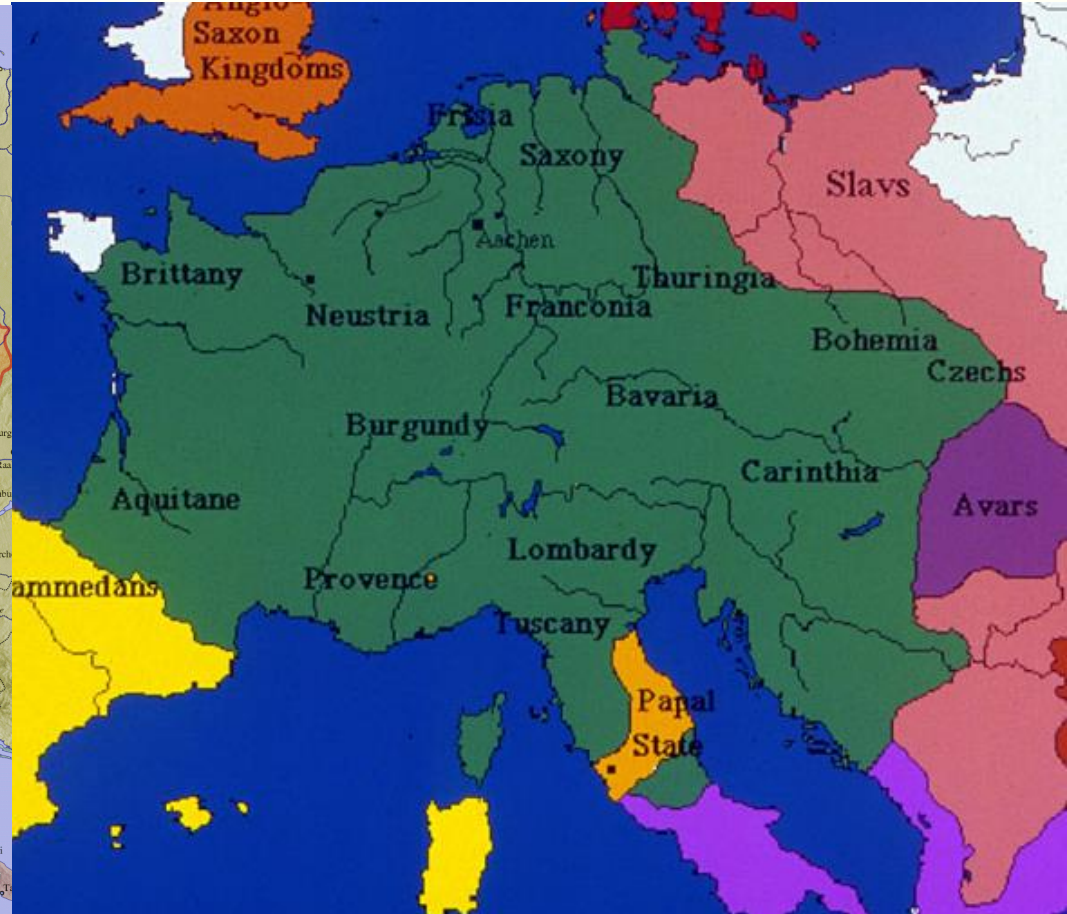 Anglo
Saxon
Kingdoms
Frisia
Saxony
Slavs
Aachen
Brittany
Thuringia
Neustria
Franconia
Bohemia
Czechs
Bavaria
Burgundy
Carinthia
Aquitane
Avars
Lombardy
ammedans
Provence
Tuscany
Papal
State